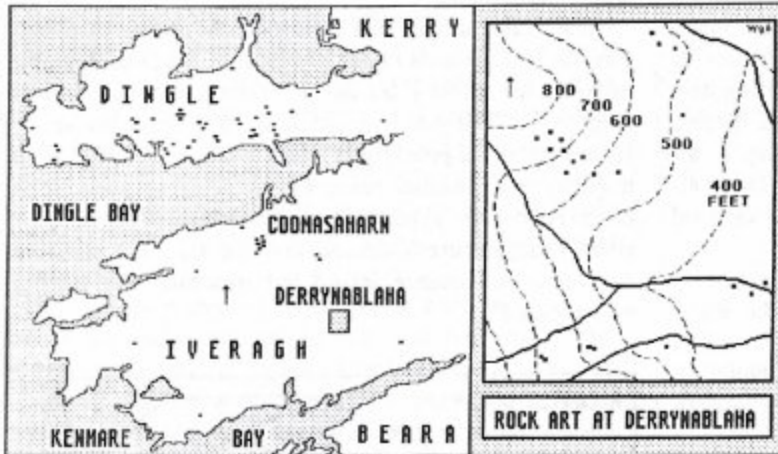 KERRY
DINGLE
DINGLE BAY
COOMASAHARN
DERRYNABLAHA
IVERAGH
KENMARE BAY
BEARA
800
700
600
500
400
FEET
ROCK ART AT DERRYNABLAHA